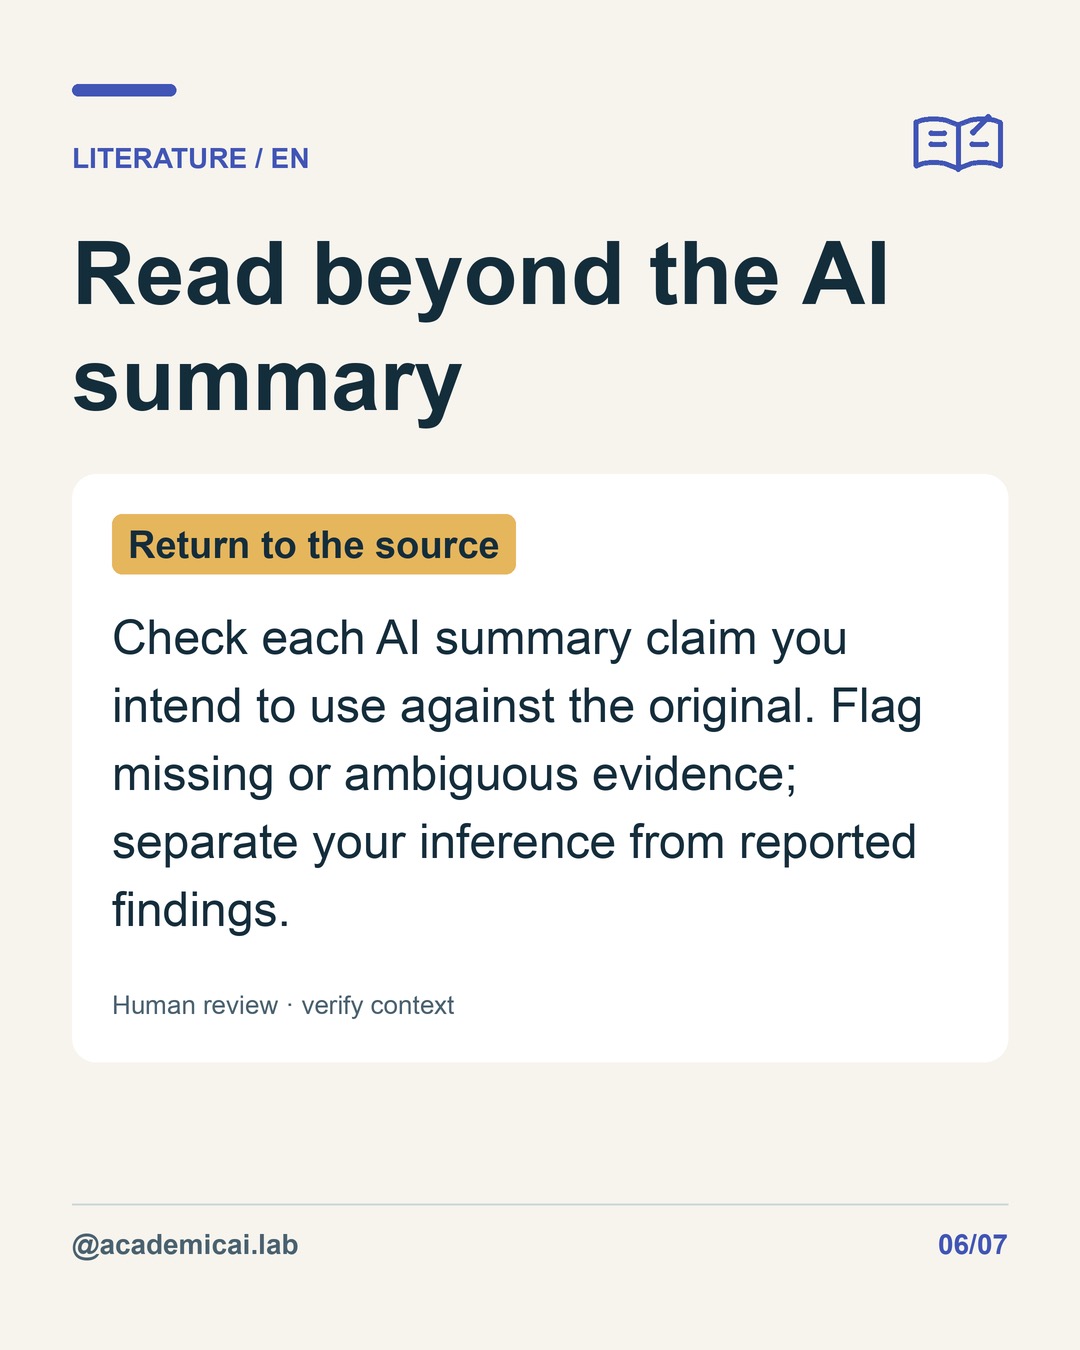 LITERATURE / EN
Read beyond the AI
summary
Return to the source
Check each AI summary claim you
intend to use against the original. Flag
missing or ambiguous evidence;
separate your inference from reported
findings.
Human review · verify context
@academicai.lab
06/07